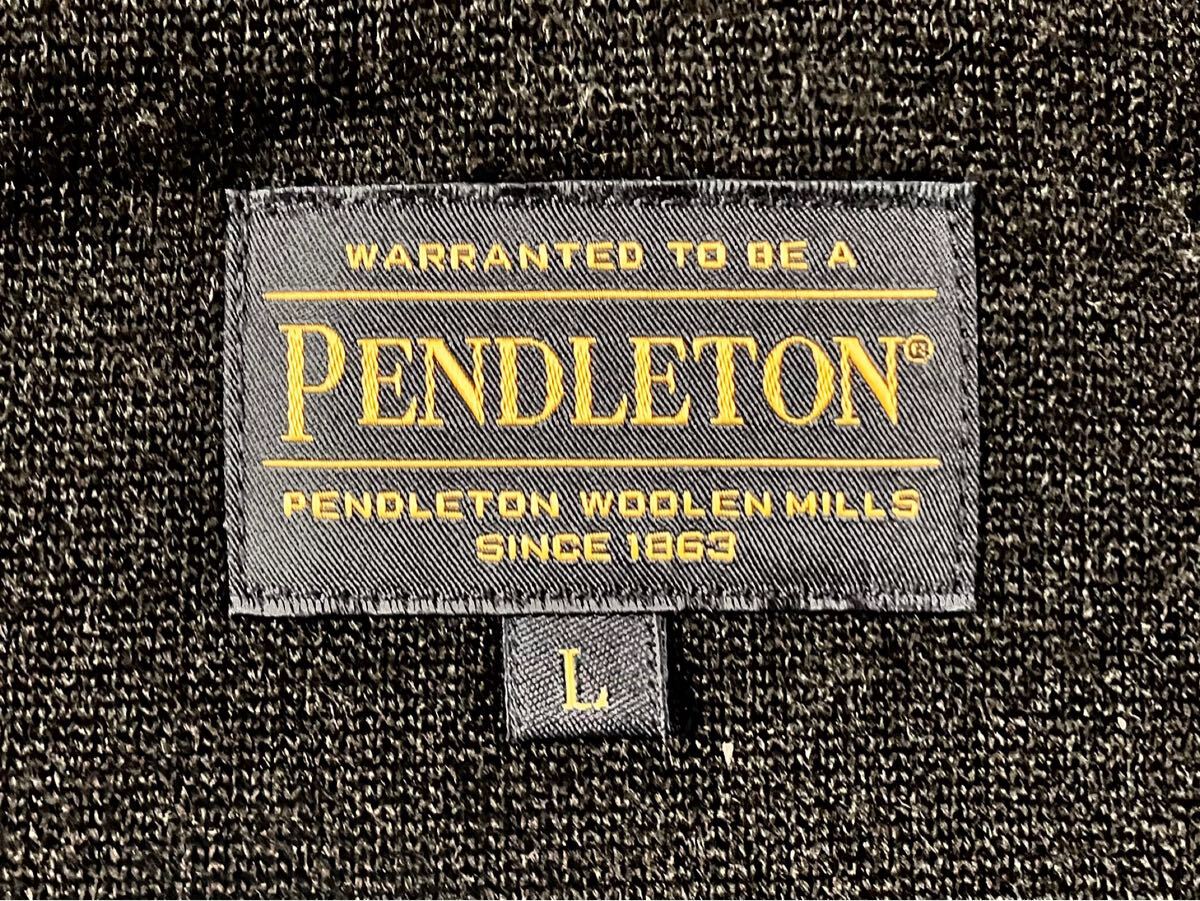 WARRANTED TO BE A
PENDLETON®
PENDLETON WOOLEN MILLS
SINCE 1863
L